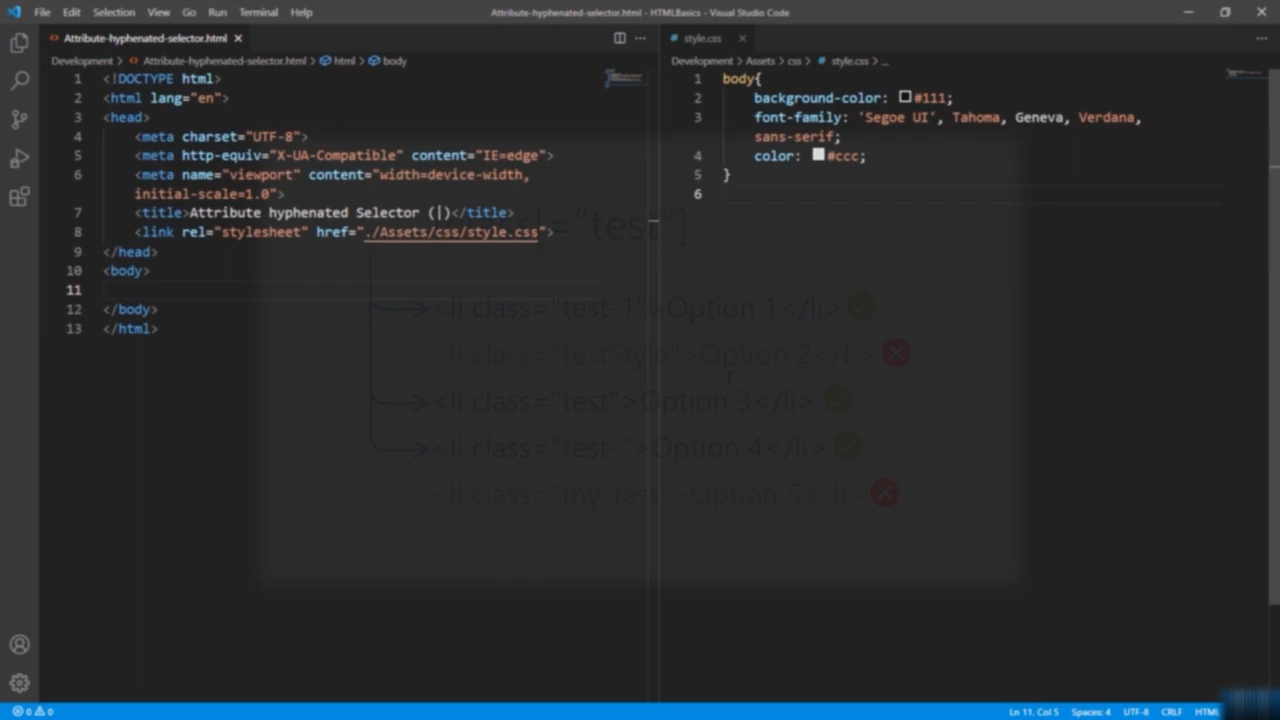 File Edit Selection View Go Run Terminal Help
Attribute-hyphenated-selector.html - HTMLBasics - Visual Studio Code
Attribute-hyphenated-selector.html
Development > Attribute-hyphenated-selector.html > html > body
1 <!DOCTYPE html>
2 <html lang="en">
3 <head>
4 <meta charset="UTF-8">
5 <meta http-equiv="X-UA-Compatible" content="IE=edge">
6 <meta name="viewport" content="width=device-width,
initial-scale=1.0">
7 <title>Attribute hyphenated Selector (|)</title>
8 <link rel="stylesheet" href="./Assets/css/style.css">
9 </head>
10 <body>
11
12 </body>
13 </html>
style.css
Development > Assets > css > style.css > ...
1 body{
2 background-color: #111;
3 font-family: 'Segoe UI', Tahoma, Geneva, Verdana,
sans-serif;
4 color: #ccc;
5 }
6
|="test"]
<li class="test-1">Option 1</li>
<li class="testStyle">Option 2</li>
<li class="test">Option 3</li>
<li class="test-">Option 4</li>
<li class="my-test">Option 5</li>
0 0
Ln 11, Col 5 Spaces: 4 UTF-8 CRLF HTML